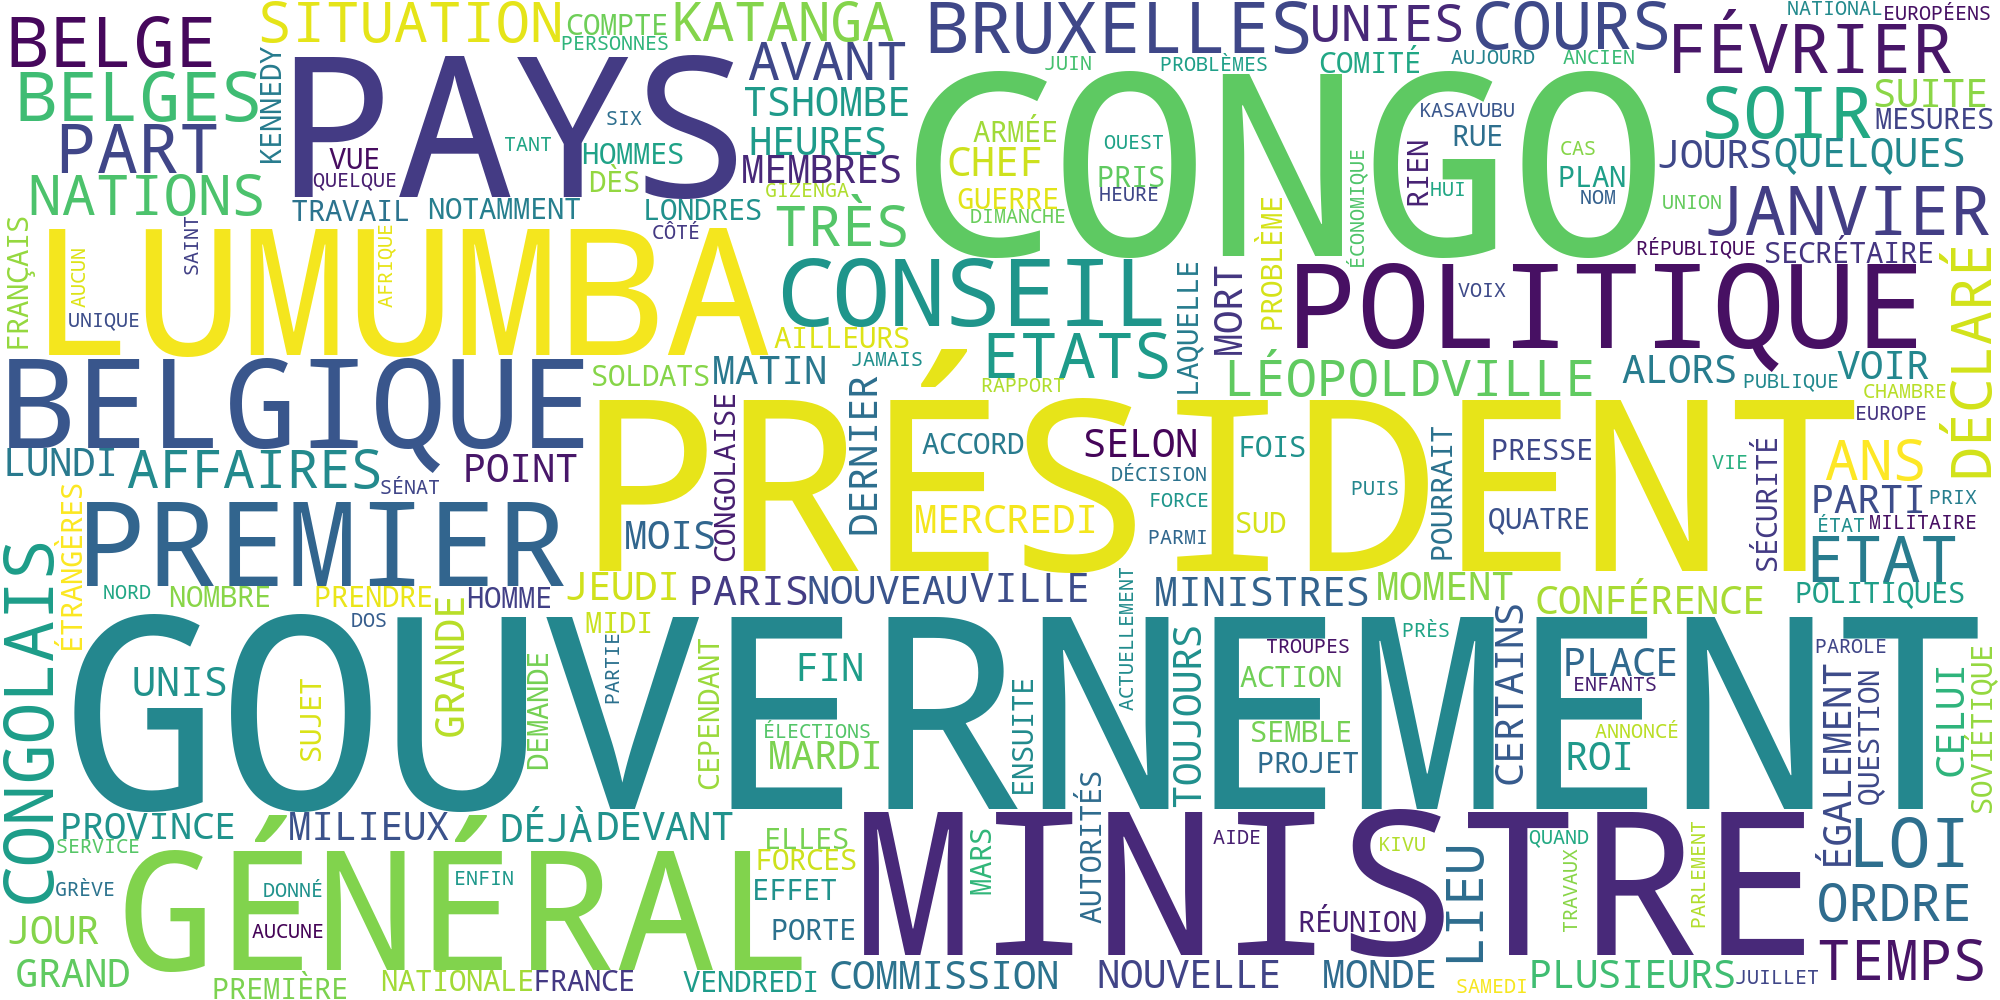 BELGE
SITUATION
COMPTE
PERSONNES
KATANGA
BRUXELLES
UNIES
COURS
NATIONAL
EUROPÉENS
FÉVRIER
BELGES
KENNEDY
PAYS
AVANT
TSHOMBE
HEURES
MEMBRES
CONGO
JUIN
PROBLÈMES
COMITÉ
AUJOURD
ANCIEN
SOIR
SUITE
MESURES
PART
VUE
QUELQUE
SIX
TANT
HOMMES
DÈS
GIZENGA
ARMÉE
CHEF
GUERRE
DIMANCHE
OUEST
PRIS
HEURE
KASAVUBU
RUE
RIEN
HUI
ÉCONOMIQUE
CAS
PLAN
NOM
JOURS
QUELQUES
UNION
JANVIER
NATIONS
TRAVAIL
NOTAMMENT
LONDRES
CÔTÉ
TRÈS
RÉPUBLIQUE
SECRÉTAIRE
FRANÇAIS
AUCUN
UNIQUE
SAINT
AFRIQUE
LUMUMBA
CONSEIL
AILLEURS
LAQUELLE
MORT
PROBLÈME
POLITIQUE
VOIX
DÉCLARÉ
BELGIQUE
SOLDATS
MATIN
JAMAIS
ETATS
RAPPORT
LÉOPOLDVILLE
ALORS
VOIR
PUBLIQUE
CHAMBRE
EUROPE
LUNDI
AFFAIRES
SÉNAT
POINT
CONGOLAISE
DERNIER
PRÉSIDENT
ACCORD
SELON
DÉCISION
FORCE
FOIS
PARMI
SUD
MERCREDI
PUIS
POURRAIT
PRESSE
QUATRE
VIE
SÉCURITÉ
ANS
PARTI
PRIX
ÉTAT
MILITAIRE
ETAT
POLITIQUES
ÉTRANGÈRES
PREMIER
MOIS
CONGOLAIS
NORD
NOMBRE
PRENDRE
DOS
HOMME
JEUDI
MIDI
PARIS
NOUVEAU
VILLE
MINISTRES
MOMENT
CONFÉRENCE
GOUVERNEMENT
UNIS
SUJET
GRANDE
DEMANDE
PARTIE
CEPENDANT
FIN
ÉLECTIONS
MARDI
ENSUITE
ACTUELLEMENT
TOUJOURS
TROUPES
ACTION
SEMBLE
PROJET
PRÈS
CERTAINS
PLACE
ENFANTS
ANNONCÉ
ROI
PAROLE
ÉGALEMENT
QUESTION
CELUI
SOVIÉTIQUE
PROVINCE
SERVICE
GRÈVE
MILIEUX
DÉJÀ
DEVANT
ELLES
FORCES
EFFET
PORTE
MARS
AUTORITÉS
GÉNÉRAL
DONNÉ
AUCUNE
ENFIN
MINISTRE
AIDE
KIVU
RÉUNION
LIEU
QUAND
TRAVAUX
PARLEMENT
LOI
ORDRE
TEMPS
JOUR
GRAND
PREMIÈRE
NATIONALE
FRANCE
VENDREDI
COMMISSION
NOUVELLE
MONDE
SAMEDI
PLUSIEURS
JUILLET